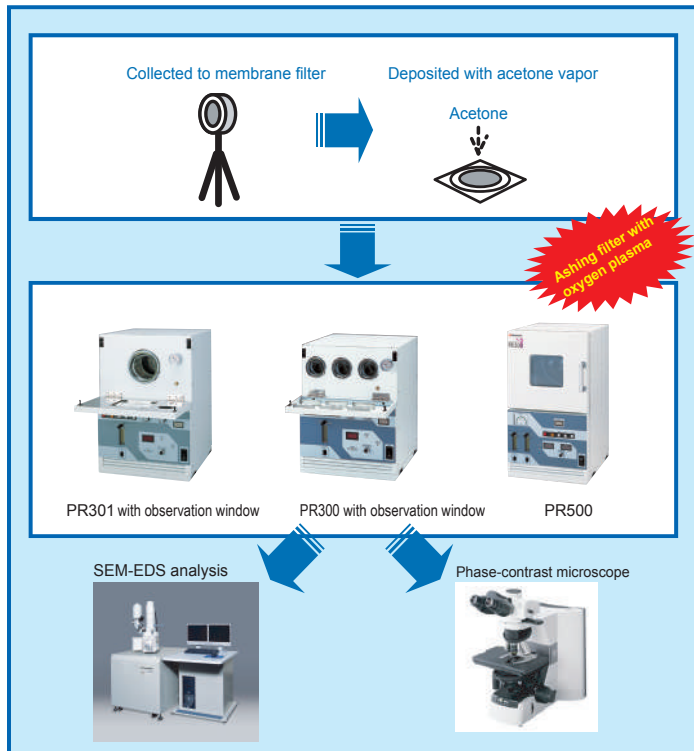 Collected to membrane filter
Deposited with acetone vapor
Acetone
Ashing filter with
oxygen plasma
PR301 with observation window
PR300 with observation window
PR500
SEM-EDS analysis
Phase-contrast microscope